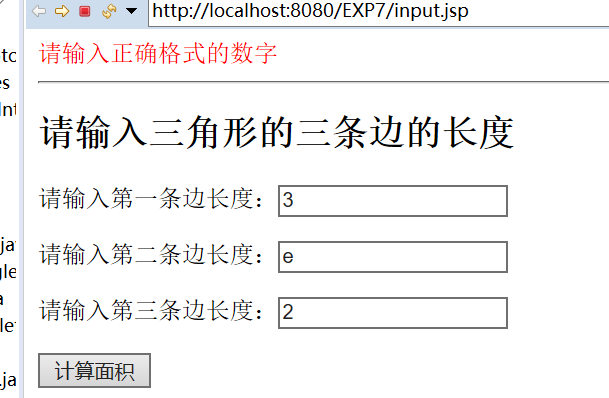 http://localhost:8080/EXP7/input.jsp
请输入正确格式的数字
请输入三角形的三条边的长度
请输入第一条边长度：3
请输入第二条边长度：e
请输入第三条边长度：2
计算面积